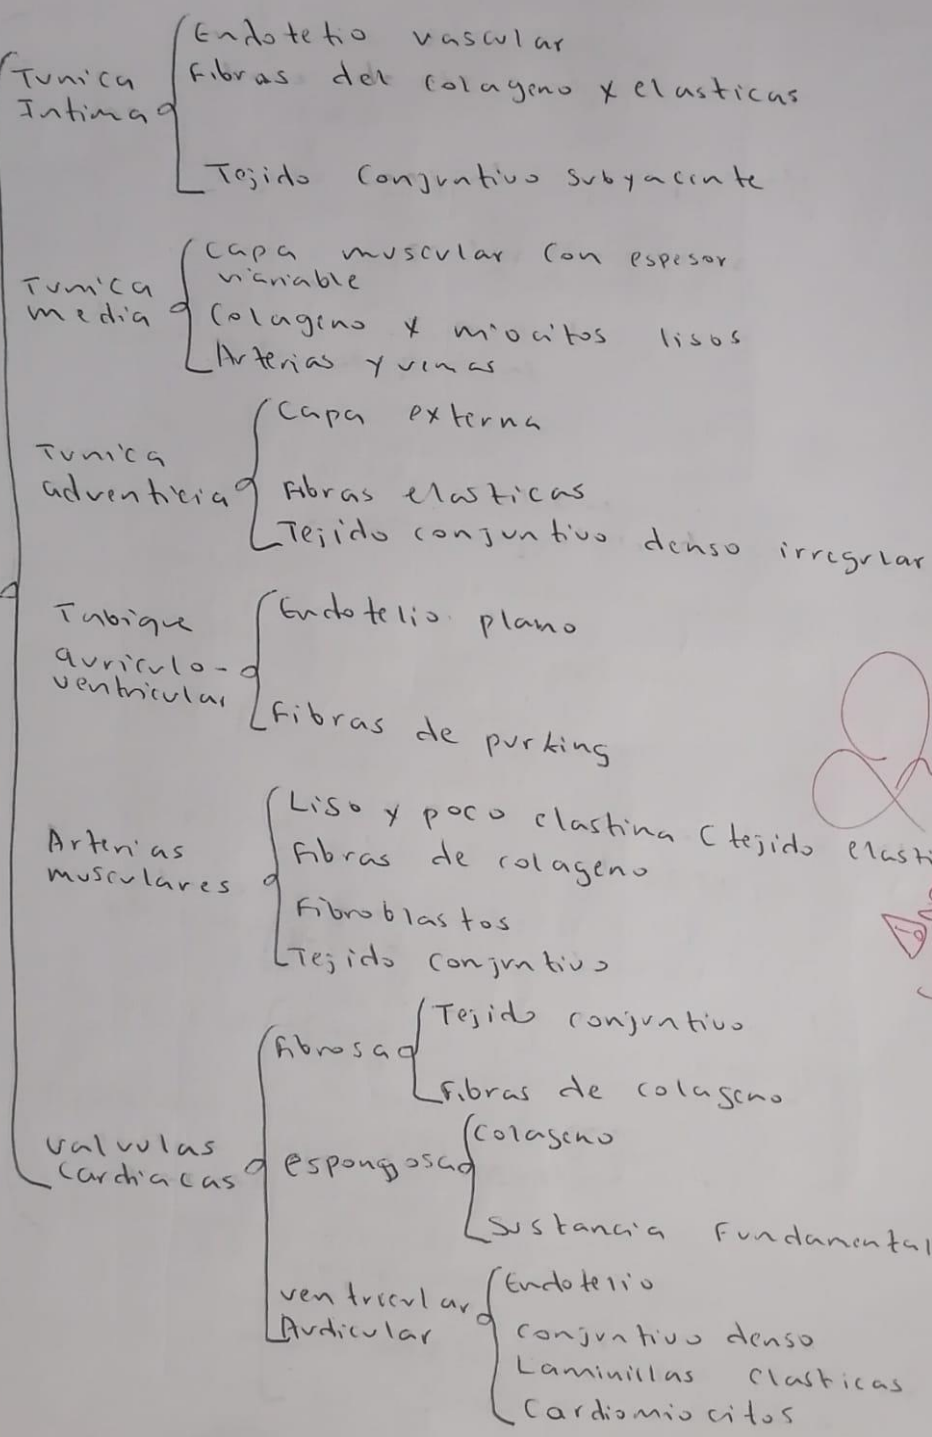 Endotetio vascular
Tunica
Fibras del colageno y elasticas
Intima
Tejido Conjuntivo subyacente
Capa muscular con espesor
variable
Tunica
media
Colageno y miocitos lisos
Arterias y venas
Capa externa
Tunica
adventicia
Fibras elasticas
Tejido conjuntivo denso irregular
Tabique
auriculo-
ventricular
Endotelio plano
Fibras de purking
Arterias
musculares
Liso y poco elastina (tejido elasti
Fibras de colageno
Fibroblastos
Tejido conjuntivo
Valvulas
Cardiacas
Fibrosa
Tejido conjuntivo
Fibras de colageno
esponjosa
Colageno
Sustancia Fundamental
ventricular
Auricular
Endotelio
conjuntivo denso
Laminillas elasticas
Cardiomiocitos